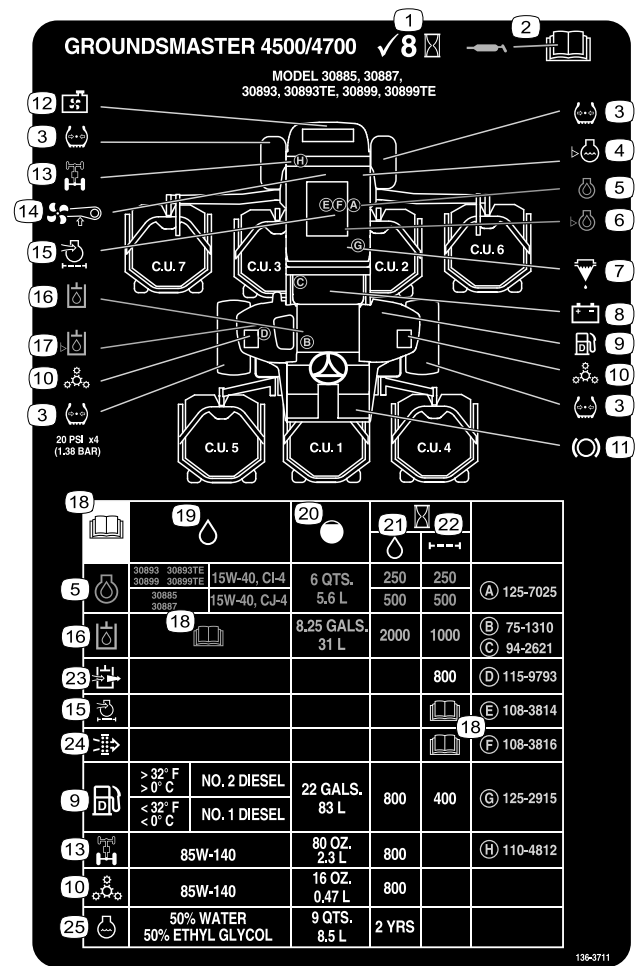 1
2
GROUNDSMASTER 4500/4700 ✓8
MODEL 30885, 30887,
30893, 30893TE, 30899, 30899TE
12
3
3
H
4
13
5
14
E F A
6
15
G
C.U. 7
C.U. 3
C.U. 2
C.U. 6
7
16
C
8
17
D
B
9
10
10
3
3
20 PSI x4
(1.38 BAR)
11
C.U. 5
C.U. 1
C.U. 4
18
19
20
21
22
5
30893 30893TE
30899 30899TE
15W-40, CI-4
30885
30887
15W-40, CJ-4
6 QTS.
5.6 L
250
250
500
500
A 125-7025
16
18
8.25 GALS.
31 L
2000
1000
B 75-1310
C 94-2621
23
800
D 115-9793
15
E 108-3814
18
24
F 108-3816
9
D
> 32° F
> 0° C
NO. 2 DIESEL
< 32° F
< 0° C
NO. 1 DIESEL
22 GALS.
83 L
800
400
G 125-2915
13
85W-140
80 OZ.
2.3 L
800
H 110-4812
10
85W-140
16 OZ.
0.47 L
800
25
50% WATER
50% ETHYL GLYCOL
9 QTS.
8.5 L
2 YRS
136-3711